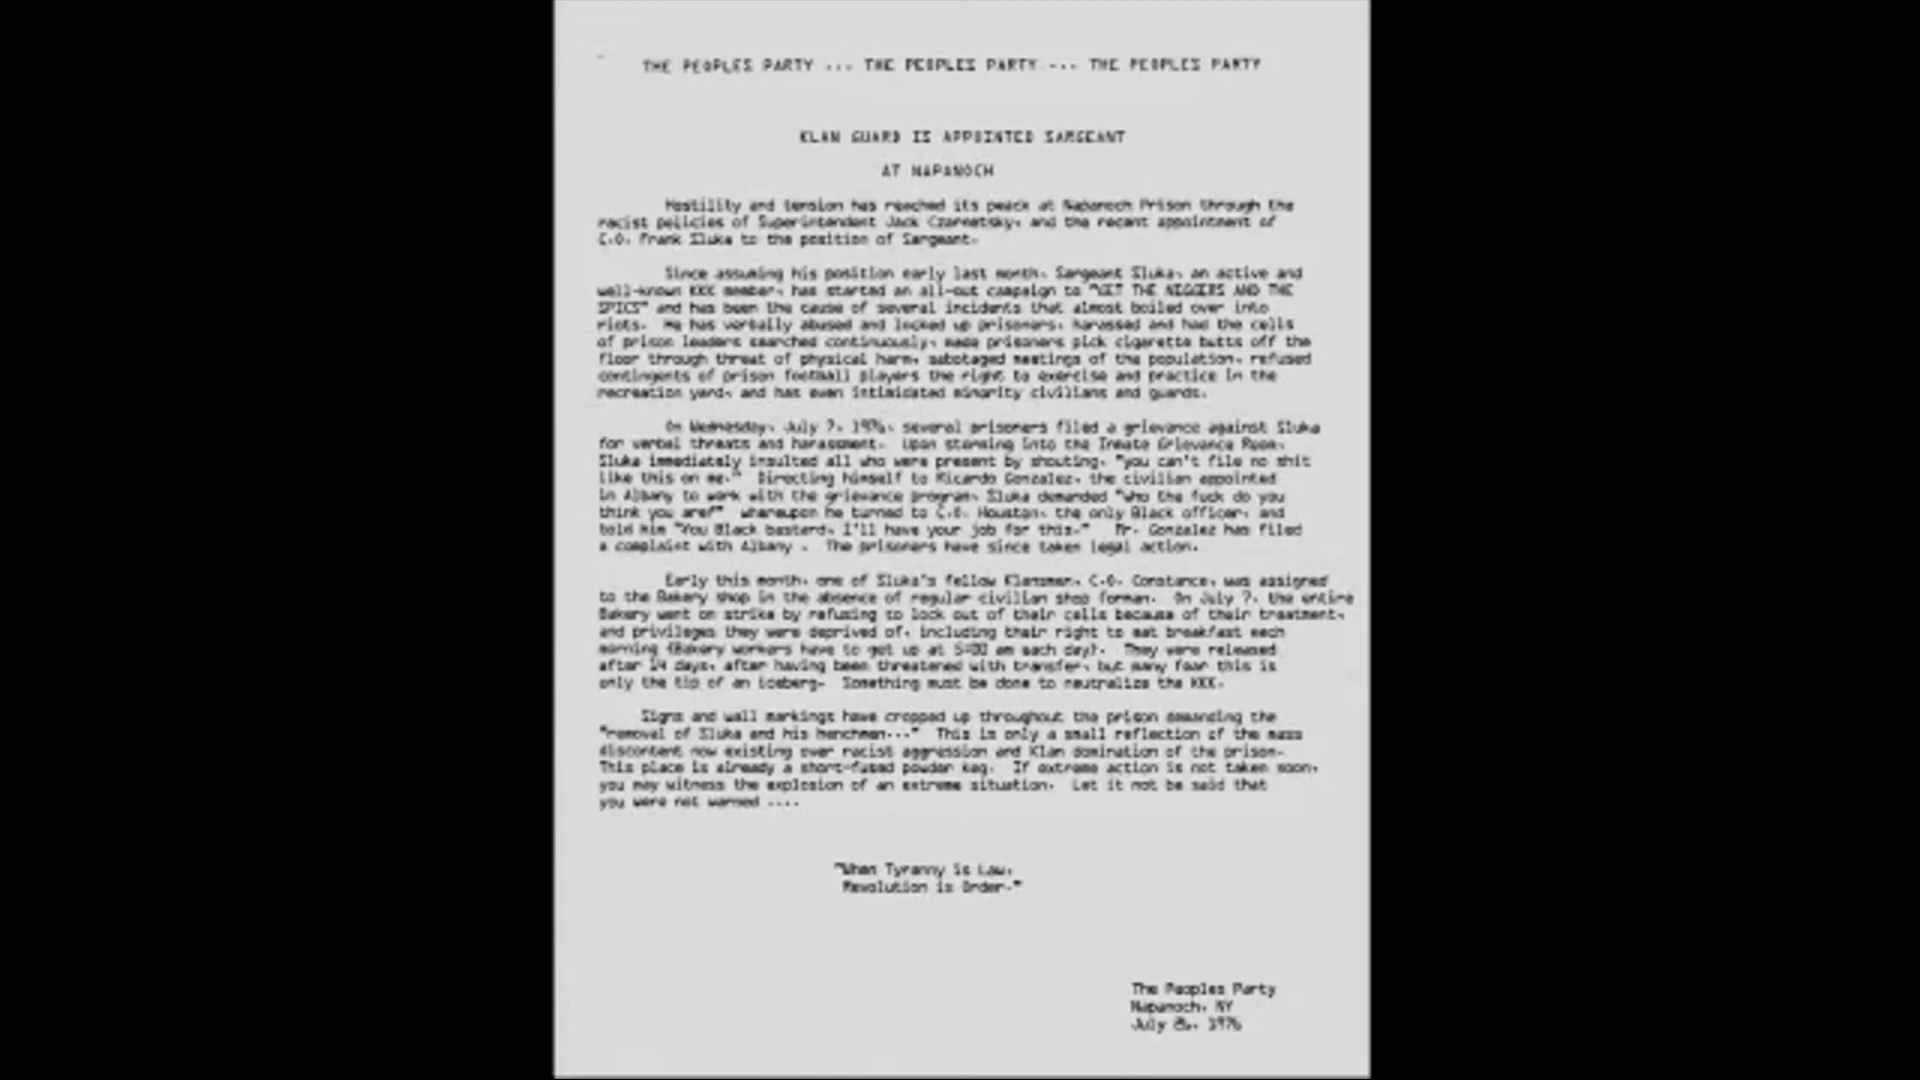 THE PEOPLES PARTY ... THE PEOPLES PARTY ... THE PEOPLES PARTY
KLAN GUARD IS APPOINTED SARGEANT
AT NAPANOCH
Hostility and tension has reached its peack at Napanoch Prison through the
racist policies of Superintendent Jack Czarnetsky, and the recent appointment of
C.O. Frank Sluka to the position of Sargeant.
Since assuming his position early last month, Sargeant Sluka, an active and
well-known KKK member, has started an all-out campaign to "GET THE NIGGERS AND THE
SPICS" and has been the cause of several incidents that almost boiled over into
riots. He has verbally abused and locked up prisoners, harassed and had the cells
of prison leaders searched continuously, made prisoners pick cigarette butts off the
floor through threat of physical harm, sabotaged meetings of the population, refused
contingents of prison football players the right to exercise and practice in the
recreation yard, and has even intimidated minority civilians and guards.
On Wednesday, July 7, 1976, several prisoners filed a grievance against Sluka
for verbal threats and harassment. Upon storming into the Inmate Grievance Room,
Sluka immediately insulted all who were present by shouting, "you can't file no shit
like this on me." Directing himself to Ricardo Gonzalez, the civilian appointed
in Albany to work with the grievance program, Sluka demanded "who the fuck do you
think you are?" whereupon he turned to C.O. Houston, the only Black officer, and
told him "You Black bastard, I'll have your job for this." Mr. Gonzalez has filed
a complaint with Albany . The prisoners have since taken legal action.
Early this month, one of Sluka's fellow Klansmen, C.O. Constance, was assigned
to the Bakery shop in the absence of regular civilian shop forman. On July 7, the entire
Bakery went on strike by refusing to lock out of their cells because of their treatment,
and privileges they were deprived of, including their right to eat breakfast each
morning (Bakery workers have to get up at 5:00 am each day). They were released
after 14 days, after having been threatened with transfer, but many fear this is
only the tip of an iceberg. Something must be done to neutralize the KKK.
Signs and wall markings have cropped up throughout the prison demanding the
"removal of Sluka and his henchmen..." This is only a small reflection of the mass
discontent now existing over racist aggression and Klan domination of the prison.
This place is already a short-fused powder keg. If extreme action is not taken soon,
you may witness the explosion of an extreme situation. Let it not be said that
you were not warned ....
"When Tyranny is Law,
Revolution is Order."
The Peoples Party
Napanoch, NY
July 1976